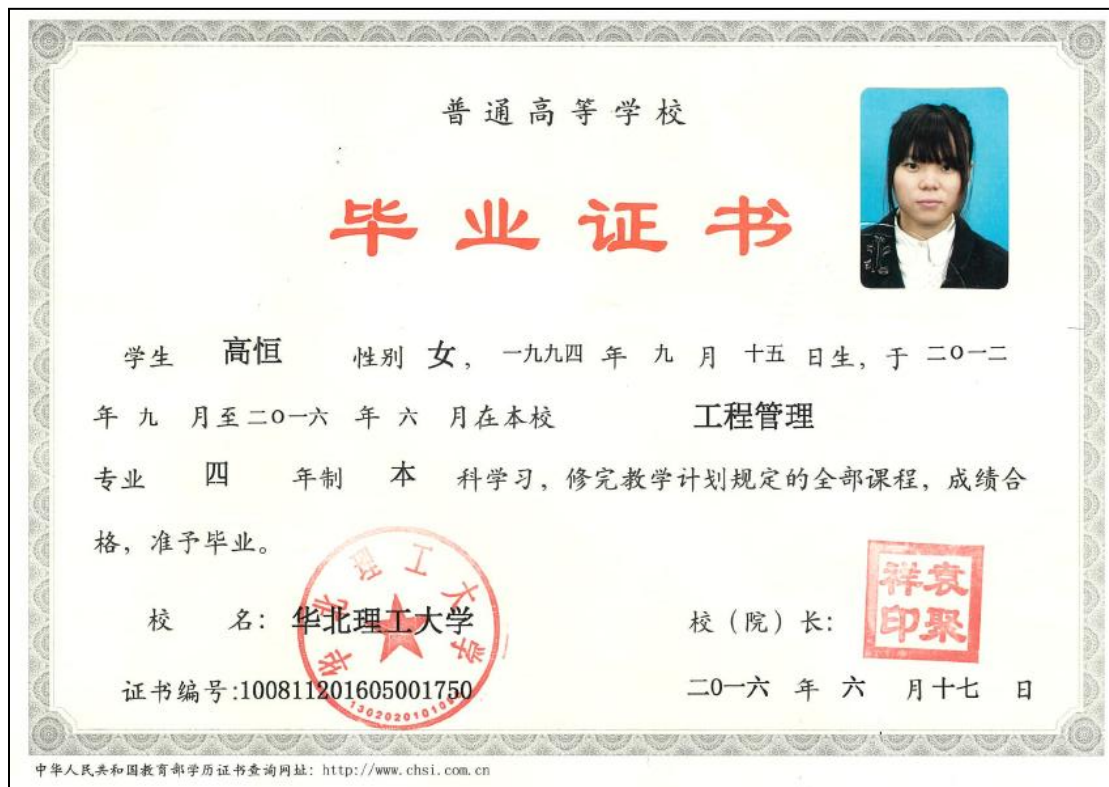 普通高等学校
毕业证书
学生 高恒 性别 女，一九九四 年 九 月 十五 日生，于 二〇一二
年 九 月至二〇一六 年 六 月在本校 工程管理
专业 四 年制 本 科学习，修完教学计划规定的全部课程，成绩合
格，准予毕业。
华北理工大学
校 名：华北理工大学 校（院）长：
袁聚祥印
证书编号:100811201605001750 二〇一六 年 六 月十七 日
中华人民共和国教育部学历证书查询网址：http://www.chsi.com.cn